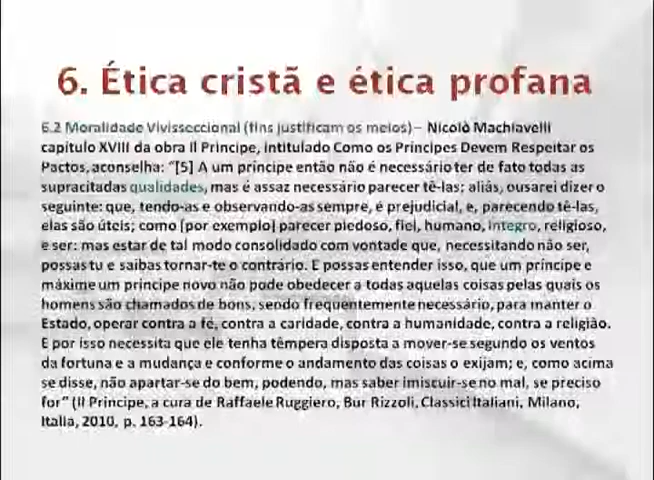 6. Ética cristã e ética profana
6.2 Moralidade Vivisseccional (fins justificam os meios) – Nicolò Machiavelli
capítulo XVIII da obra Il Principe, intitulado Como os Príncipes Devem Respeitar os
Pactos, aconselha: "[5] A um príncipe então não é necessário ter de fato todas as
supracitadas qualidades, mas é assaz necessário parecer tê-las; aliás, ousarei dizer o
seguinte: que, tendo-as e observando-as sempre, é prejudicial, e, parecendo tê-las,
elas são úteis; como [por exemplo] parecer piedoso, fiel, humano, íntegro, religioso,
e ser: mas estar de tal modo consolidado com vontade que, necessitando não ser,
possas tu e saibas tornar-te o contrário. E possas entender isso, que um príncipe e
máxime um príncipe novo não pode obedecer a todas aquelas coisas pelas quais os
homens são chamados de bons, sendo frequentemente necessário, para manter o
Estado, operar contra a fé, contra a caridade, contra a humanidade, contra a religião.
E por isso necessita que ele tenha têmpera disposta a mover-se segundo os ventos
da fortuna e a mudança e conforme o andamento das coisas o exijam; e, como acima
se disse, não apartar-se do bem, podendo, mas saber imiscuir-se no mal, se preciso
for" (Il Principe, a cura de Raffaele Ruggiero, Bur Rizzoli, Classici Italiani, Milano,
Italia, 2010, p. 163-164).